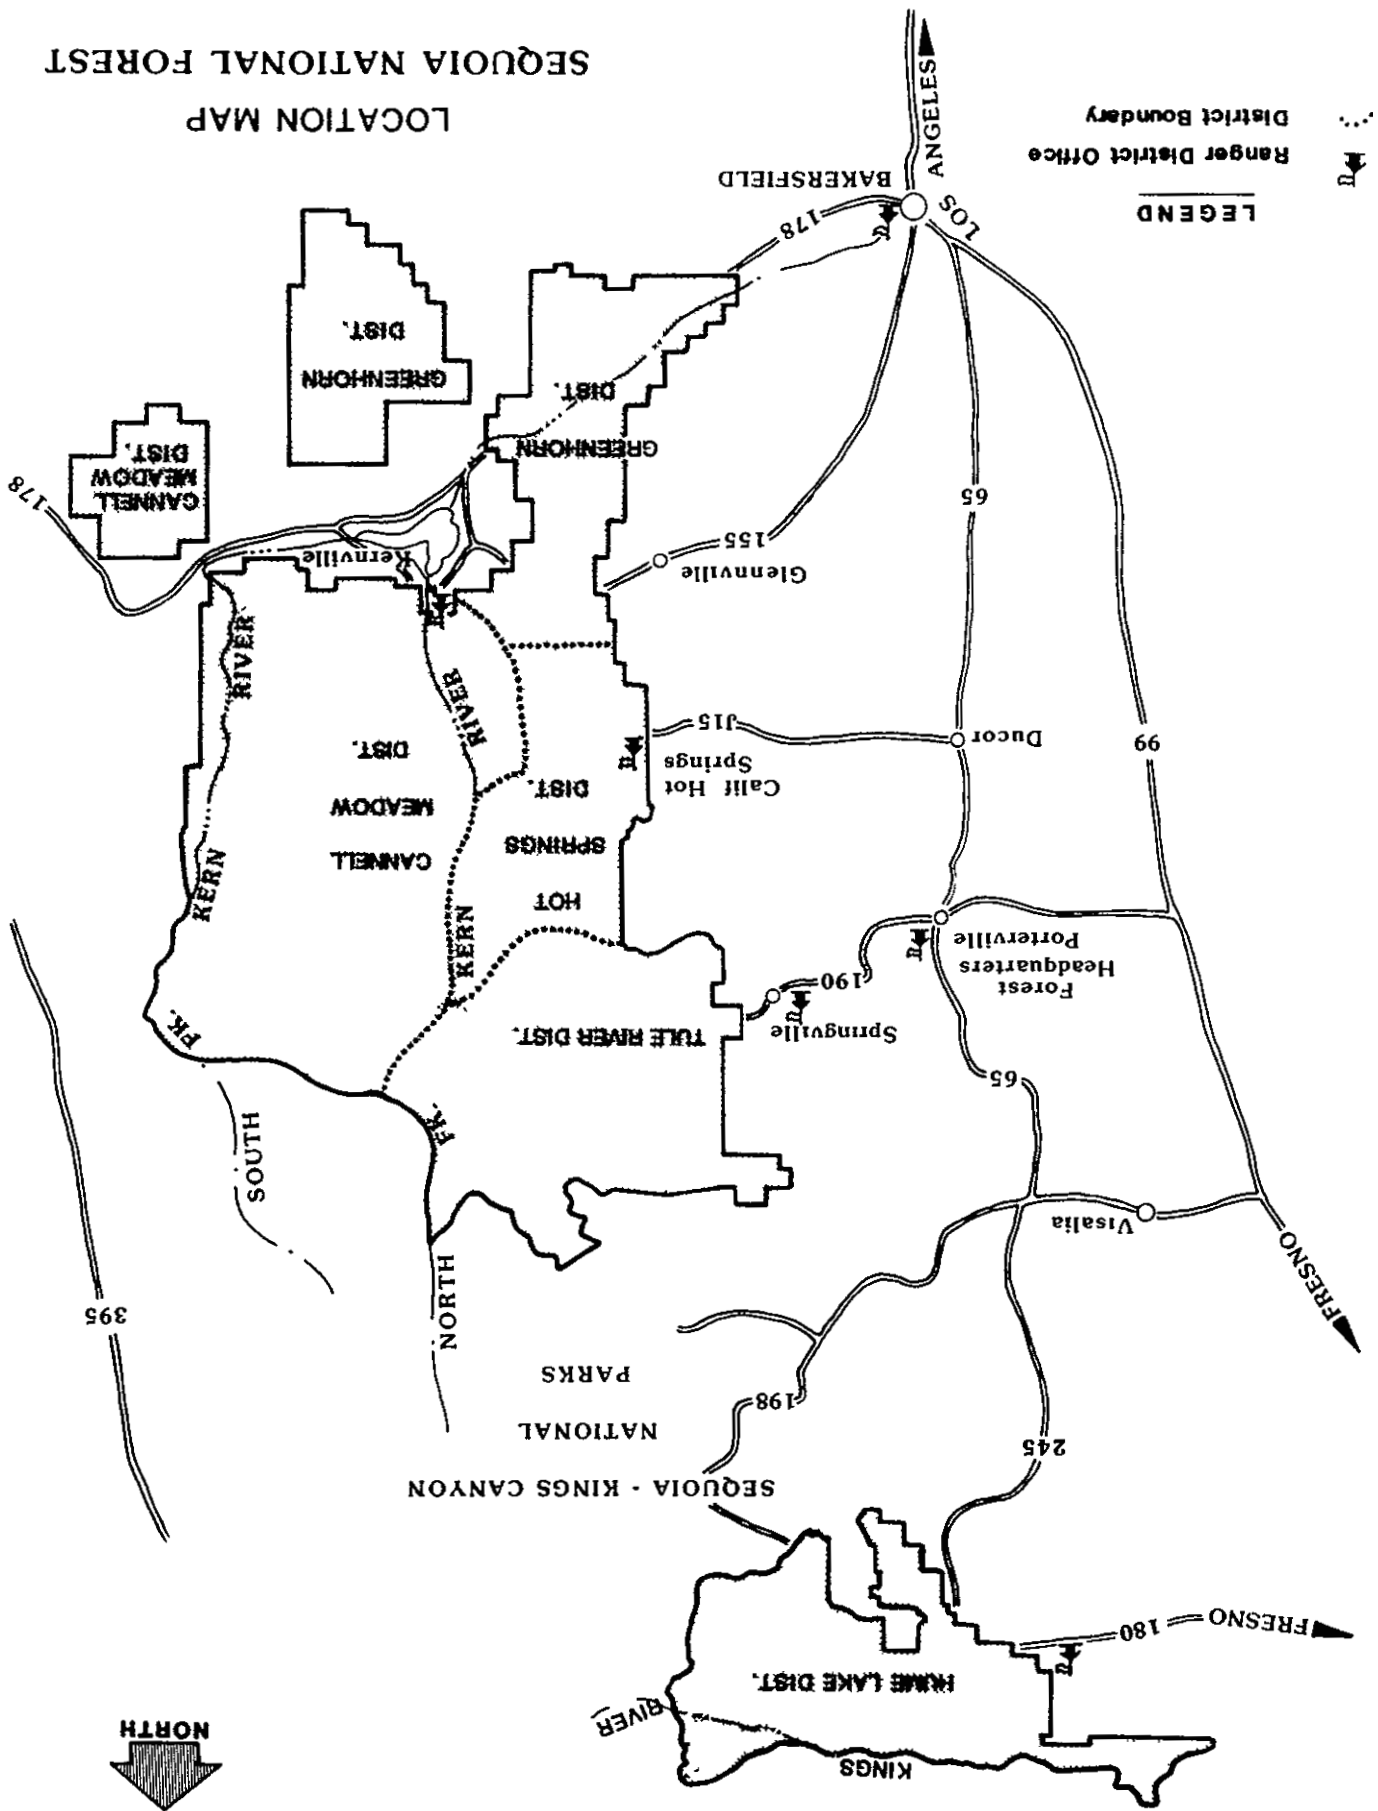 NORTH
KINGS
RIVER
HUME LAKE DIST.
FRESNO
180
245
SEQUOIA - KINGS CANYON
NATIONAL
PARKS
198
FRESNO
Visalia
395
NORTH
FK.
KERN
RIVER
SOUTH
FK.
KERN
RIVER
65
TULE RIVER DIST.
Springville
190
Forest
Headquarters
Porterville
HOT
SPRINGS
DIST.
CANNELL
MEADOW
DIST.
Calif Hot
Springs
J15
Ducor
99
Glennville
155
65
Kernville
178
CANNELL
MEADOW
DIST.
GREENHORN
DIST.
GREENHORN
DIST.
178
BAKERSFIELD
LOS
ANGELES
LEGEND
Ranger District Office
District Boundary
LOCATION MAP
SEQUOIA NATIONAL FOREST